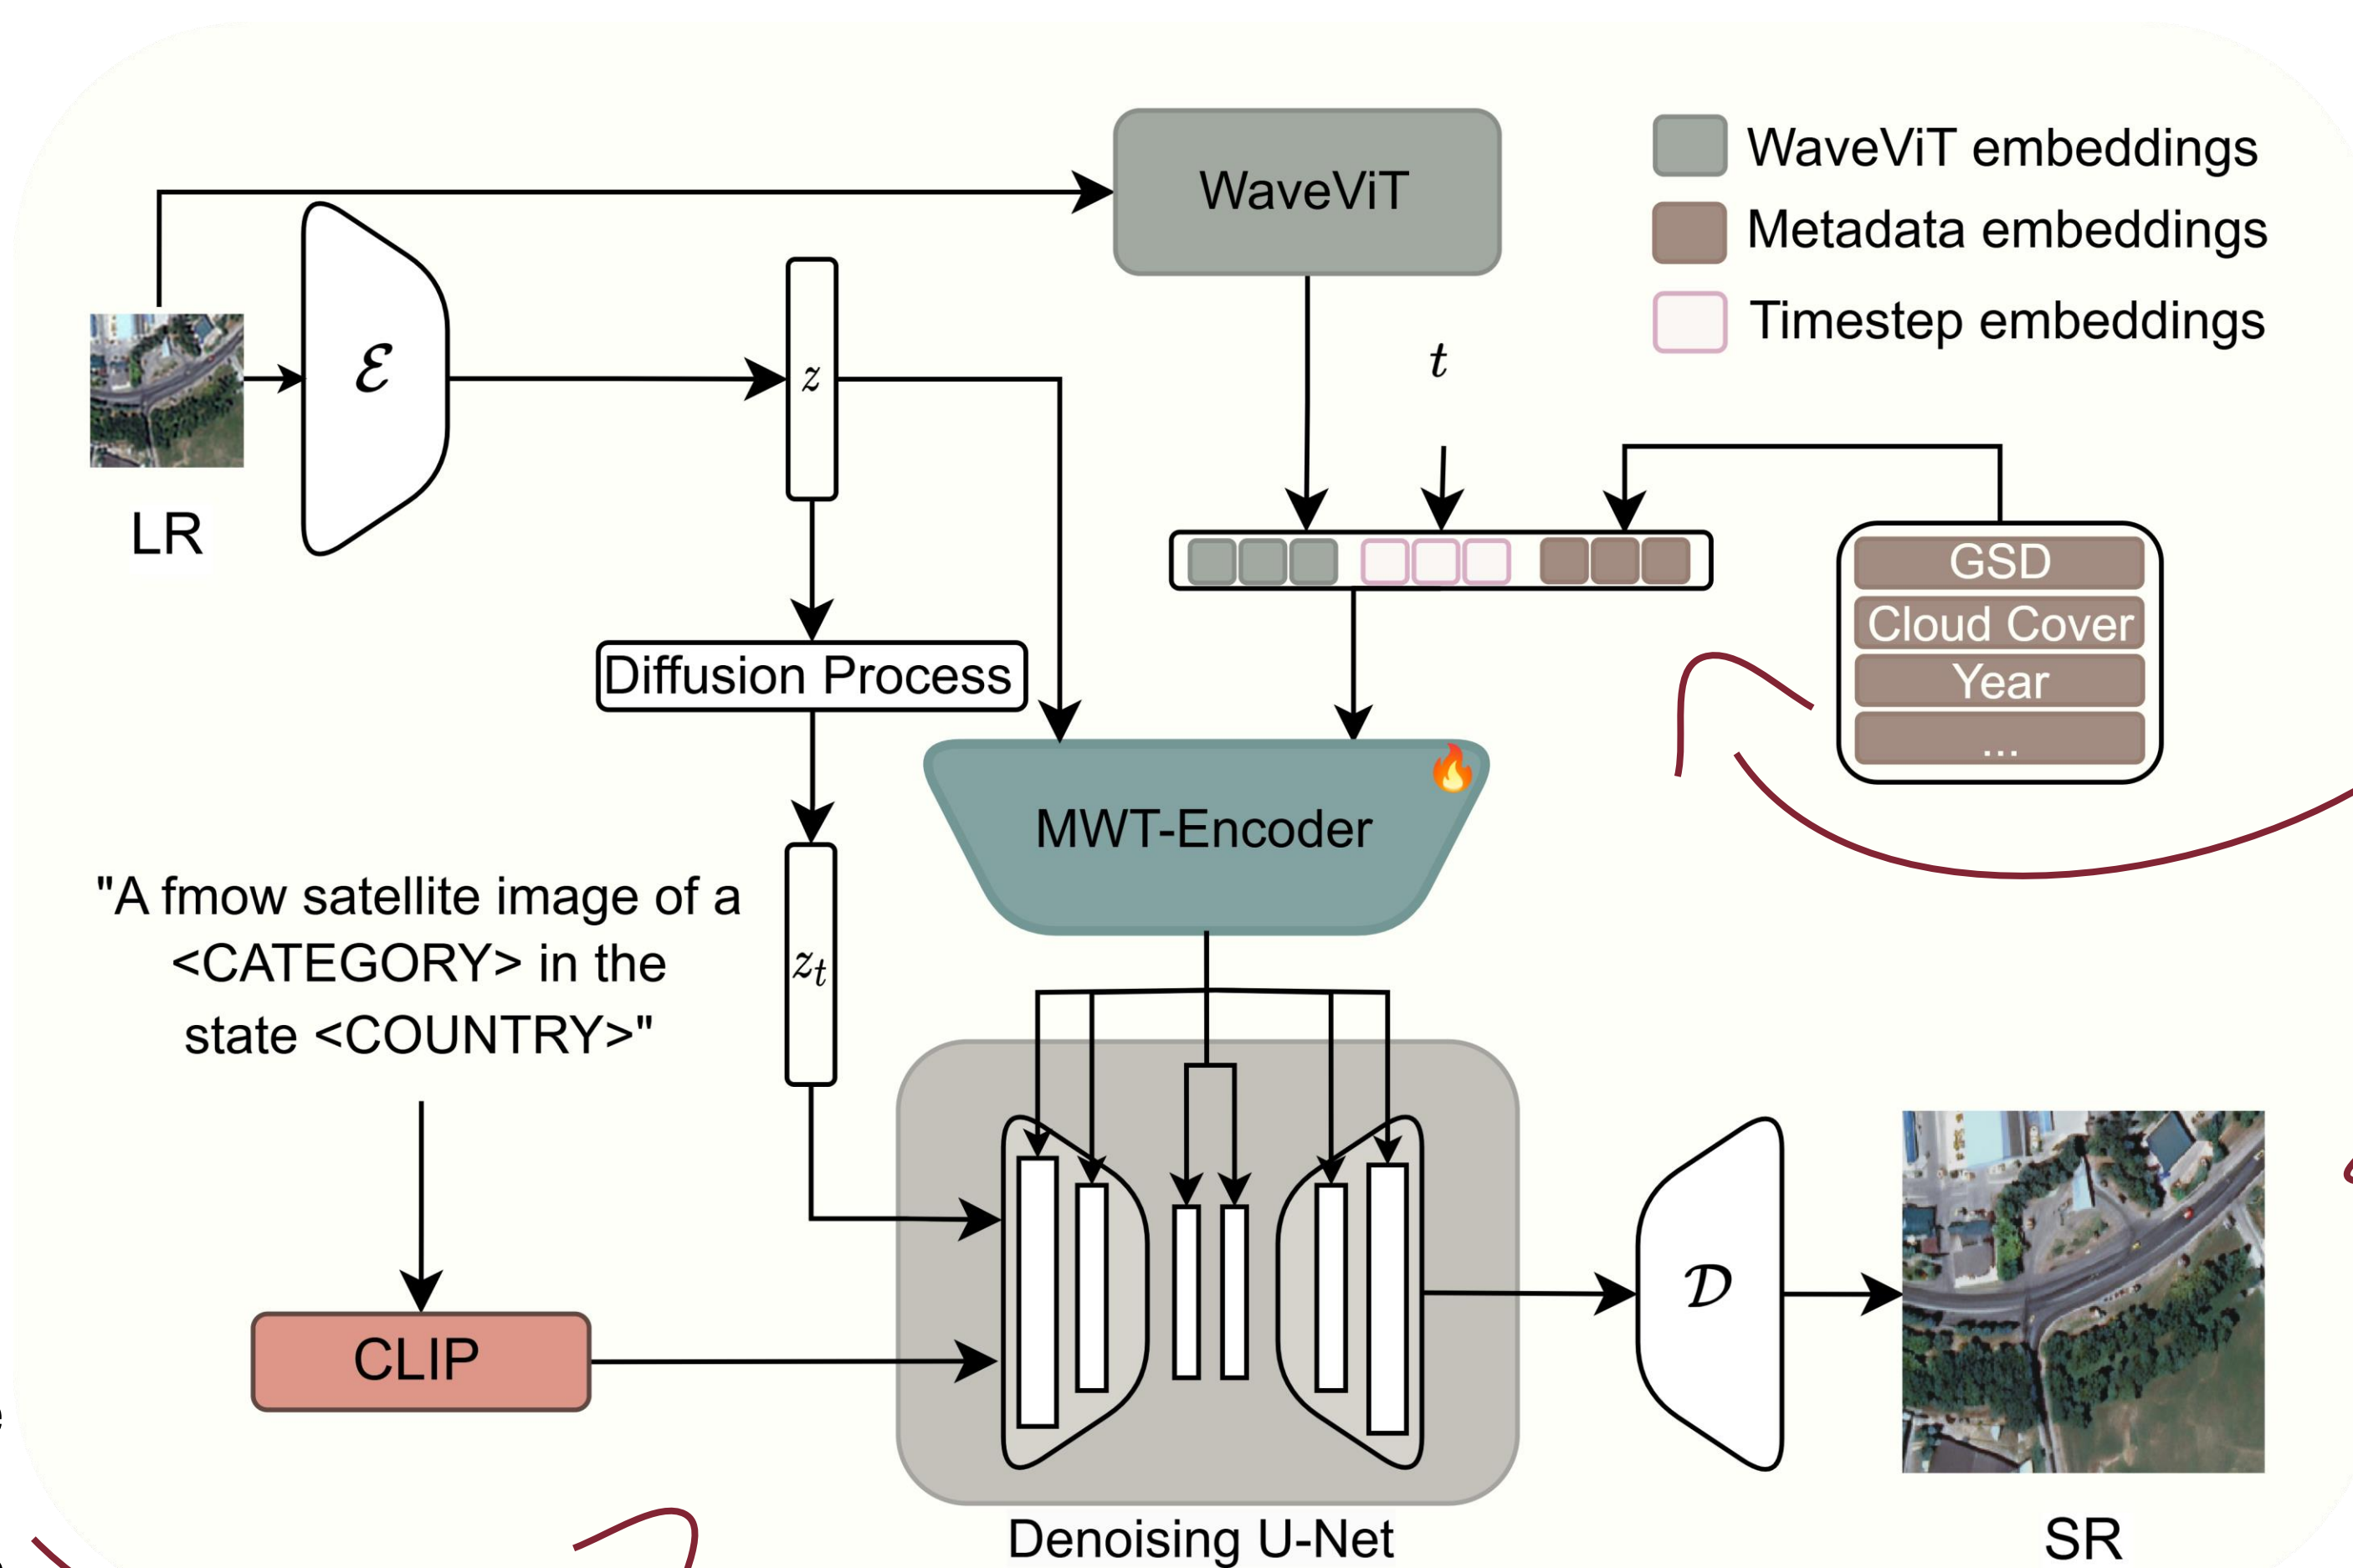 WaveViT
WaveViT embeddings
Metadata embeddings
Timestep embeddings
ℰ
z
t
LR
GSD
Cloud Cover
Year
...
Diffusion Process
MWT-Encoder
"A fmow satellite image of a
<CATEGORY> in the
state <COUNTRY>"
z_t
CLIP
𝒟
Denoising U-Net
SR